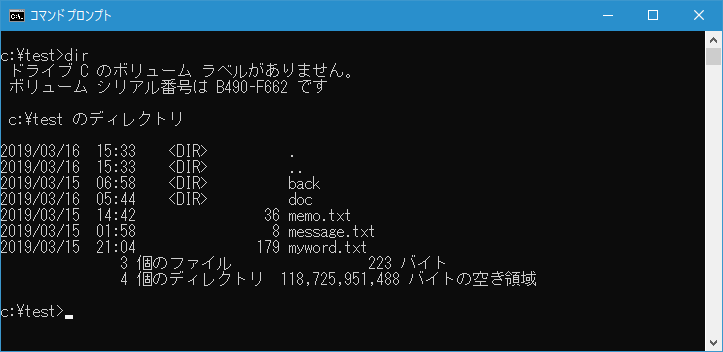 コマンドプロンプト
c:¥test>dir
ドライブ C のボリューム ラベルがありません。
ボリューム シリアル番号は B490-F662 です
c:¥test のディレクトリ
2019/03/16  15:33    <DIR>          .
2019/03/16  15:33    <DIR>          ..
2019/03/15  06:58    <DIR>          back
2019/03/16  05:44    <DIR>          doc
2019/03/15  14:42                36 memo.txt
2019/03/15  01:58                 8 message.txt
2019/03/15  21:04               179 myword.txt
3 個のファイル                 223 バイト
4 個のディレクトリ  118,725,951,488 バイトの空き領域
c:¥test>